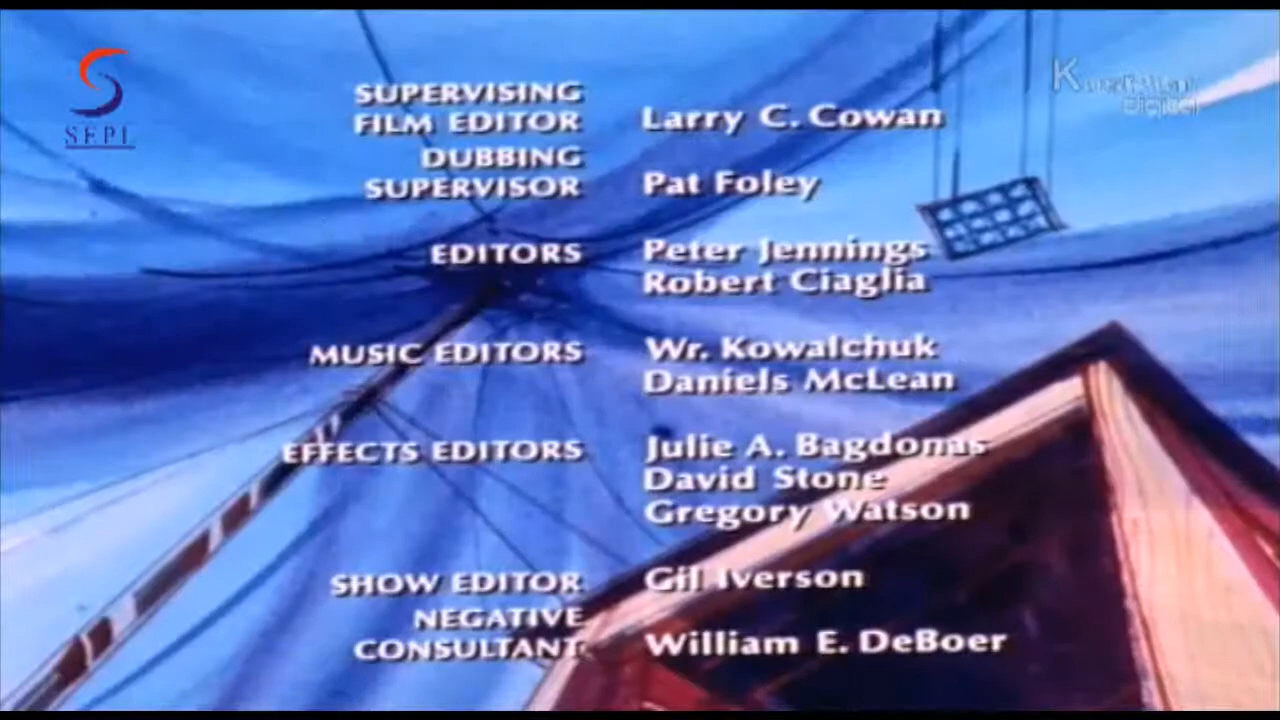 SEPL
SUPERVISING
FILM EDITOR Larry C. Cowan
DUBBING
SUPERVISOR Pat Foley
EDITORS Peter Jennings
Robert Ciaglia
MUSIC EDITORS Wr. Kowalchuk
Daniels McLean
EFFECTS EDITORS Julie A. Bagdonas
David Stone
Gregory Watson
SHOW EDITOR Gil Iverson
NEGATIVE
CONSULTANT William E. DeBoer
Digital